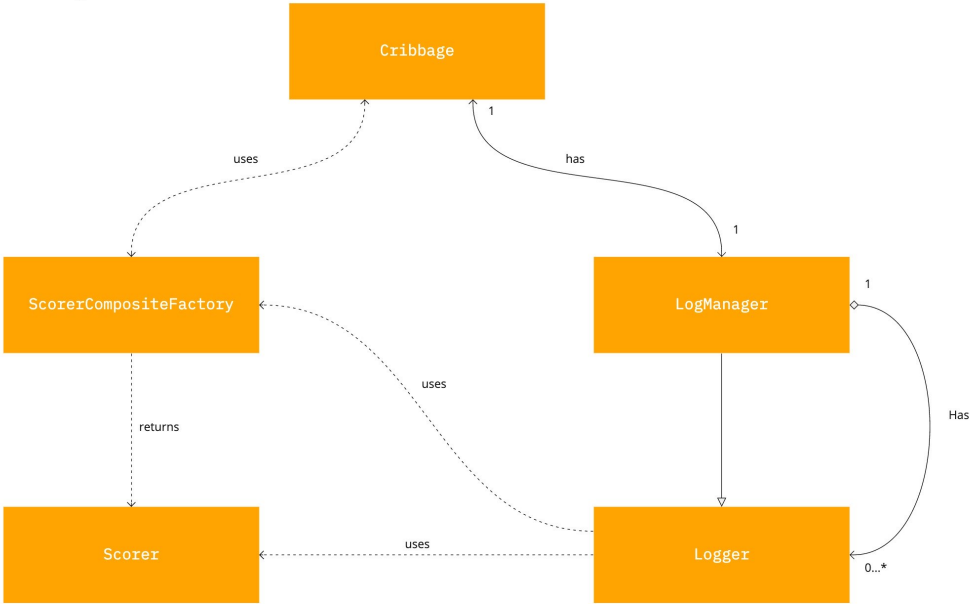 Cribbage
1
uses
has
1
ScorerCompositeFactory
LogManager
1
uses
Has
returns
Scorer
uses
Logger
0...*